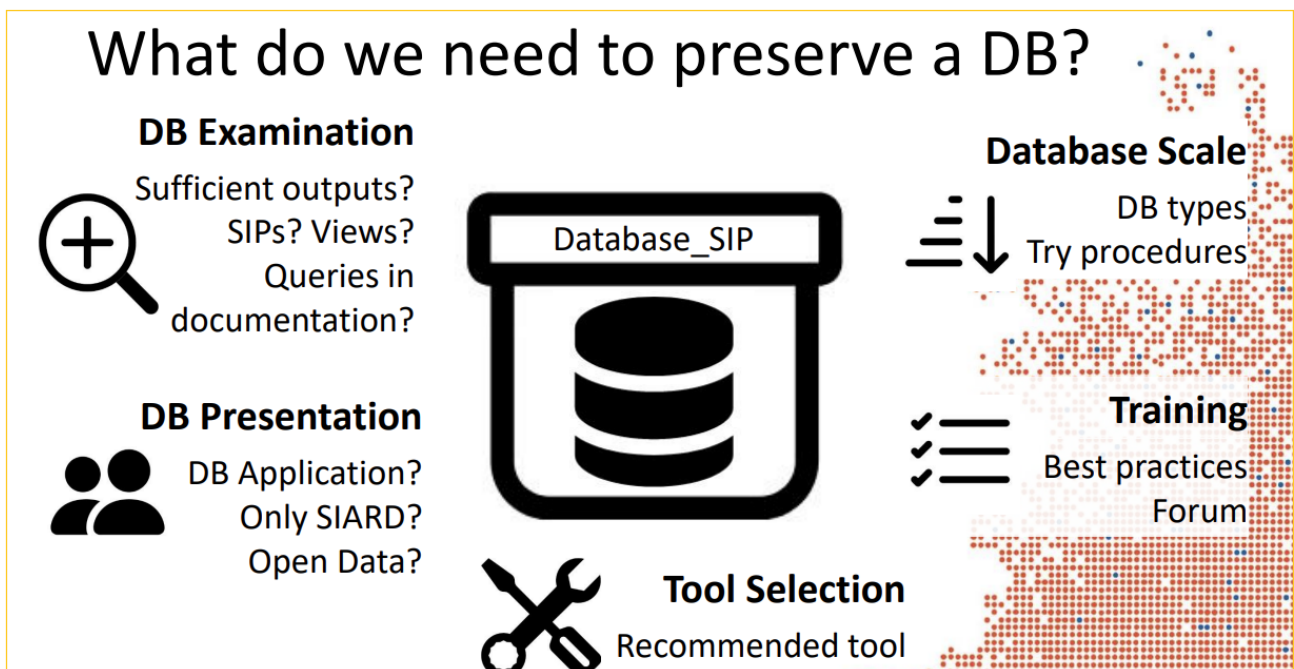 What do we need to preserve a DB?
DB Examination
Sufficient outputs?
SIPs? Views?
Queries in
documentation?
DB Presentation
DB Application?
Only SIARD?
Open Data?
Database_SIP
Tool Selection
Recommended tool
Database Scale
DB types
Try procedures
Training
Best practices
Forum